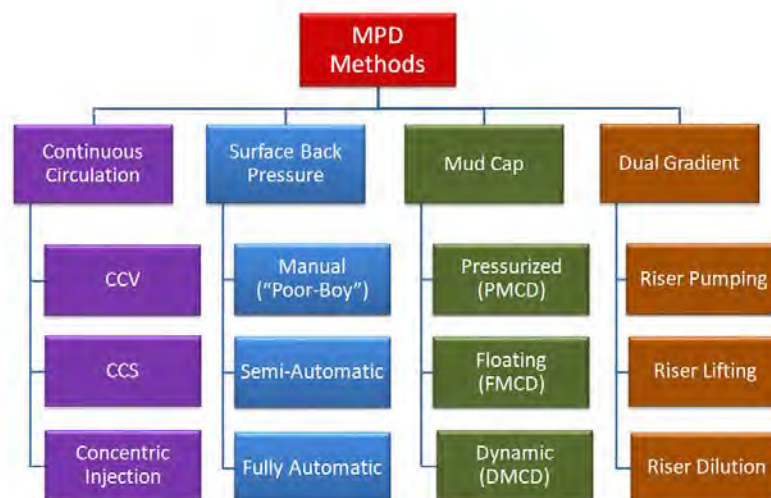 MPD
Methods
Continuous
Circulation
Surface Back
Pressure
Mud Cap
Dual Gradient
CCV
Manual
(“Poor-Boy”)
Pressurized
(PMCD)
Riser Pumping
CCS
Semi-Automatic
Floating
(FMCD)
Riser Lifting
Concentric
Injection
Fully Automatic
Dynamic
(DMCD)
Riser Dilution